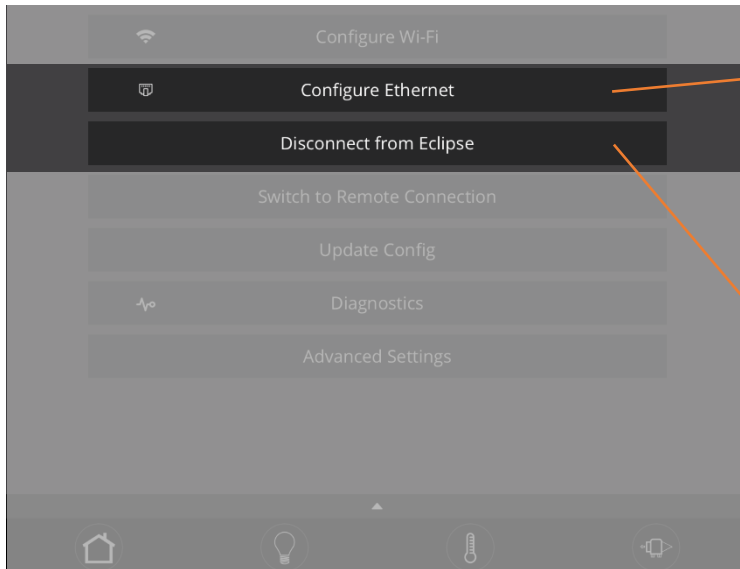 Configure Wi-Fi
Configure Ethernet
Disconnect from Eclipse
Switch to Remote Connection
Update Config
Diagnostics
Advanced Settings